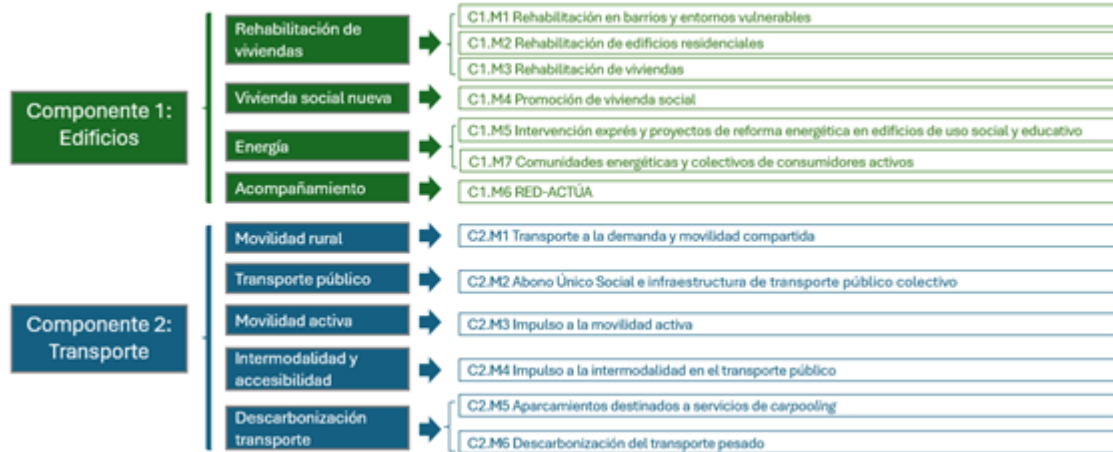 Componente 1:
Edificios
Rehabilitación de
viviendas
C1.M1 Rehabilitación en barrios y entornos vulnerables
C1.M2 Rehabilitación de edificios residenciales
C1.M3 Rehabilitación de viviendas
Vivienda social nueva
C1.M4 Promoción de vivienda social
Energía
C1.M5 Intervención exprés y proyectos de reforma energética en edificios de uso social y educativo
C1.M7 Comunidades energéticas y colectivos de consumidores activos
Acompañamiento
C1.M6 RED-ACTÚA
Componente 2:
Transporte
Movilidad rural
C2.M1 Transporte a la demanda y movilidad compartida
Transporte público
C2.M2 Abono Único Social e infraestructura de transporte público colectivo
Movilidad activa
C2.M3 Impulso a la movilidad activa
Intermodalidad y
accesibilidad
C2.M4 Impulso a la intermodalidad en el transporte público
Descarbonización
transporte
C2.M5 Aparcamientos destinados a servicios de carpooling
C2.M6 Descarbonización del transporte pesado